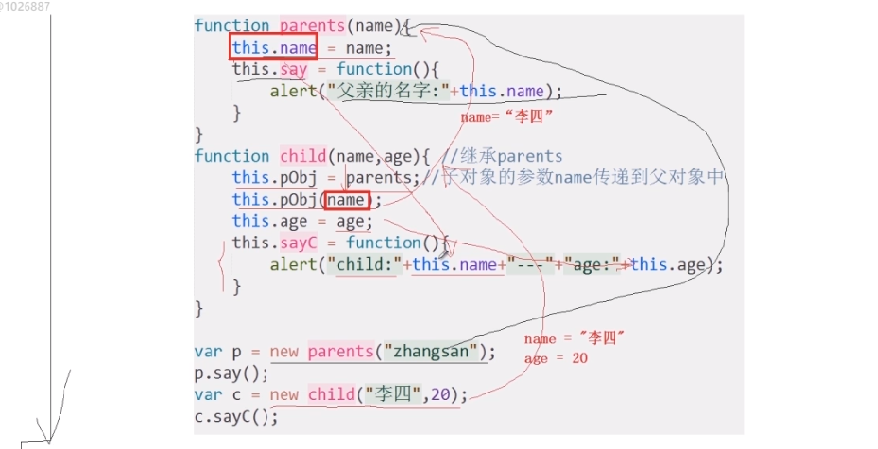 @1026887
function parents(name){
this.name = name;
this.say = function(){
alert("父亲的名字:"+this.name);
}
name=“李四”
}
function child(name,age){ //继承parents
this.pObj = parents;//子对象的参数name传递到父对象中
this.pObj(name);
this.age = age;
this.sayC = function(){
alert("child:"+this.name+"---"+"age:"+this.age);
}
}
name = "李四"
var p = new parents("zhangsan");
age = 20
p.say();
var c = new child("李四",20);
c.sayC();